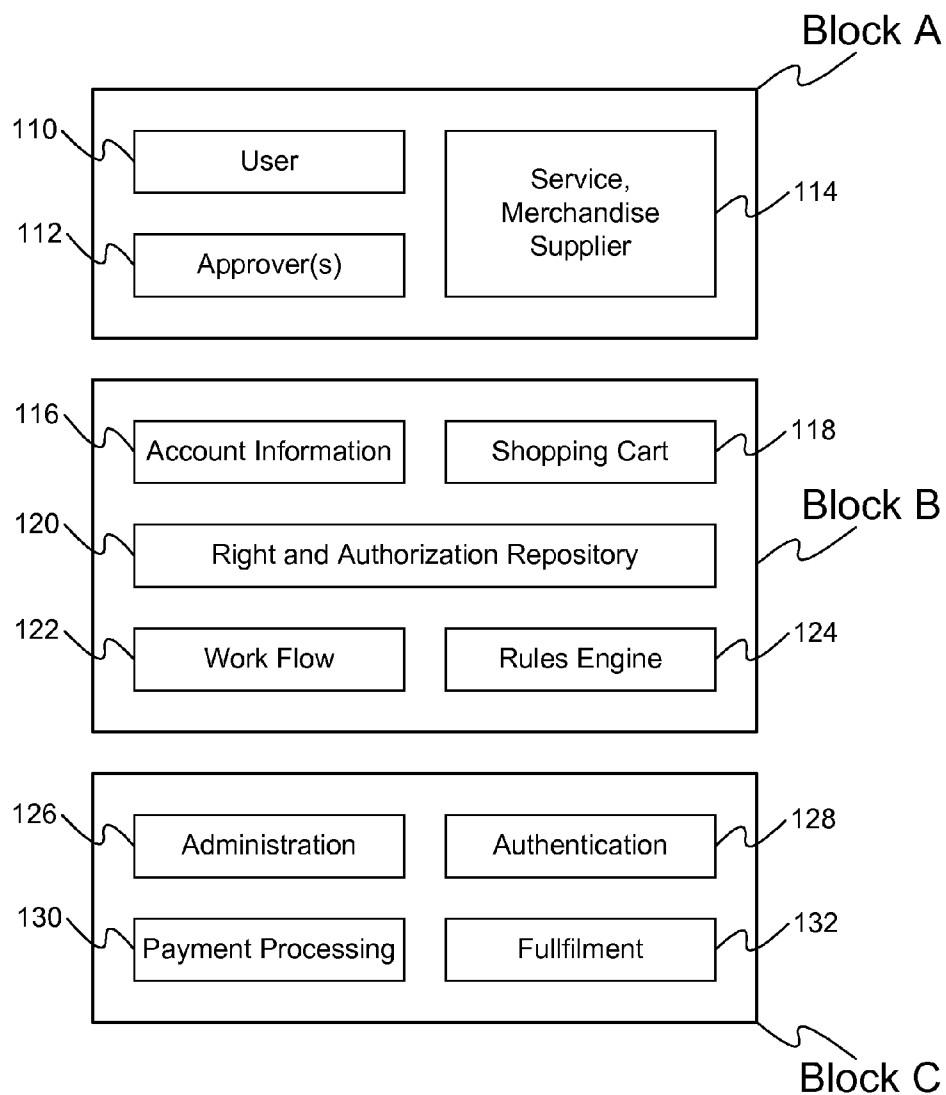 Block A
110
User
Service,
Merchandise
Supplier
114
112
Approver(s)
116
Account Information
Shopping Cart
118
Block B
120
Right and Authorization Repository
122
Work Flow
Rules Engine
124
126
Administration
Authentication
128
130
Payment Processing
Fullfilment
132
Block C